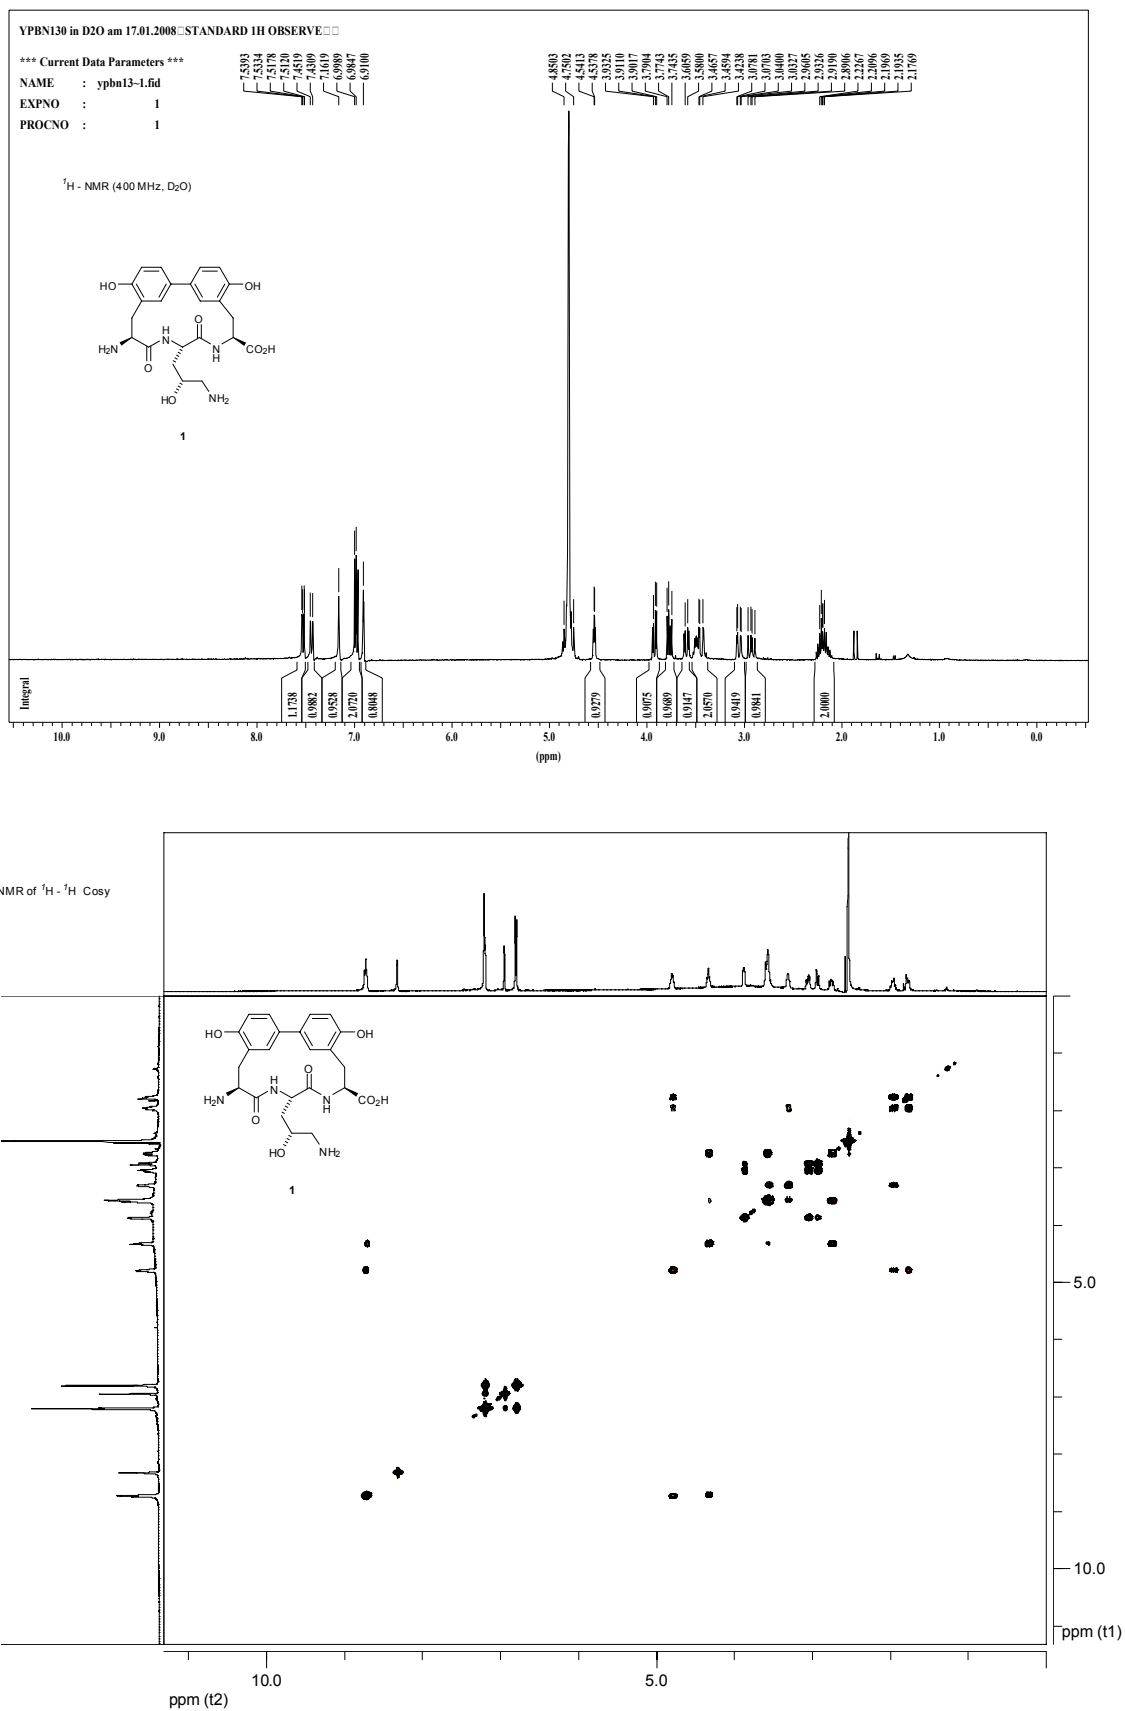 YPBN130 in D2O am 17.01.2008□STANDARD 1H OBSERVE□□
*** Current Data Parameters ***
NAME : ypbn13~1.fid
EXPNO : 1
PROCNO : 1
7.5393 7.5334 7.5178 7.5120 7.4519 7.4309 7.1619 6.9989 6.9847 6.9100
4.8503 4.7502 4.5413 4.5378 3.9325 3.9110 3.9017 3.7904 3.7743 3.7435 3.6059 3.5800 3.4657 3.4594 3.4238 3.0781 3.0703 3.0400 3.0327 2.9605 2.9326 2.9190 2.8906 2.2267 2.2096 2.1969 2.1935 2.1769
1H - NMR (400 MHz, D2O)
HO OH
H2N O H N O N H CO2H
HO NH2
1
Integral
1.1738 0.9882 0.9528 2.0720 0.8048 0.9279 0.9075 0.9689 0.9147 2.0570 0.9419 0.9841 2.0000
10.0 9.0 8.0 7.0 6.0 5.0 4.0 3.0 2.0 1.0 0.0
(ppm)
NMR of 1H - 1H Cosy
HO OH
H2N O H N O N H CO2H
HO NH2
1
5.0
10.0
ppm (t1)
10.0 5.0
ppm (t2)